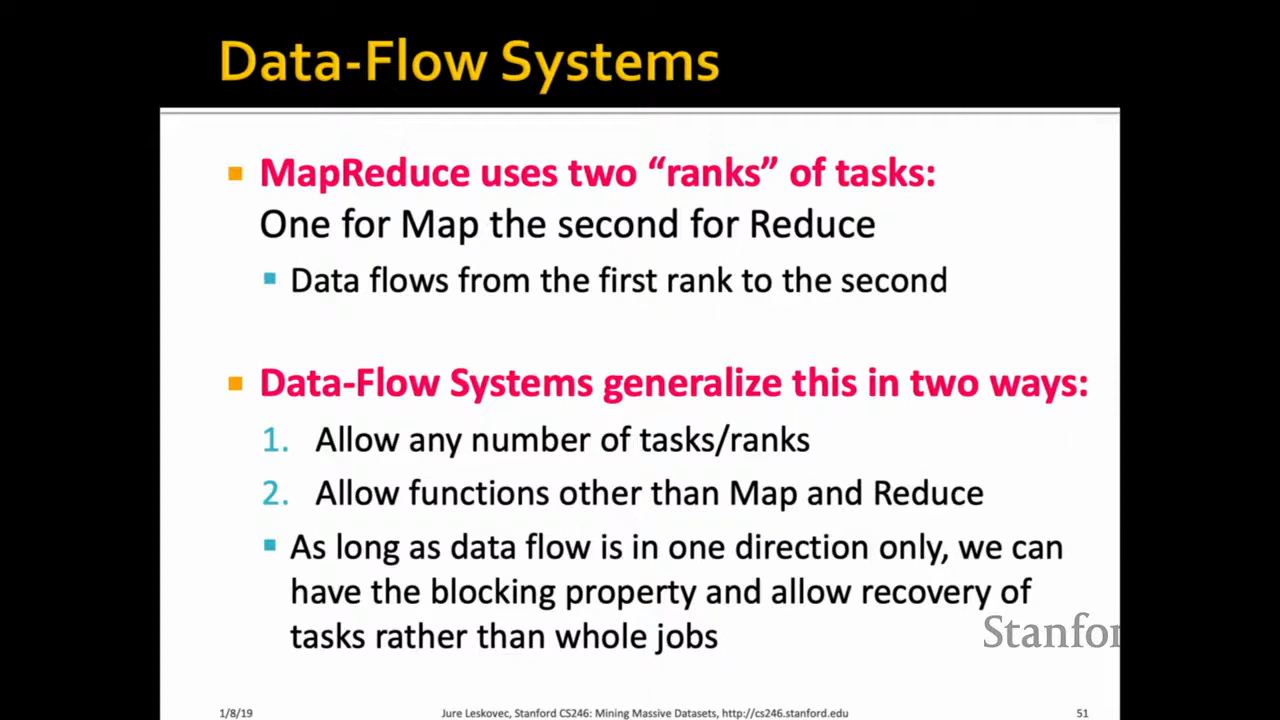 Data-Flow Systems
MapReduce uses two “ranks” of tasks:
One for Map the second for Reduce
Data flows from the first rank to the second
Data-Flow Systems generalize this in two ways:
1. Allow any number of tasks/ranks
2. Allow functions other than Map and Reduce
As long as data flow is in one direction only, we can
have the blocking property and allow recovery of
tasks rather than whole jobs
Stanfor
1/8/19 Jure Leskovec, Stanford CS246: Mining Massive Datasets, http://cs246.stanford.edu 51